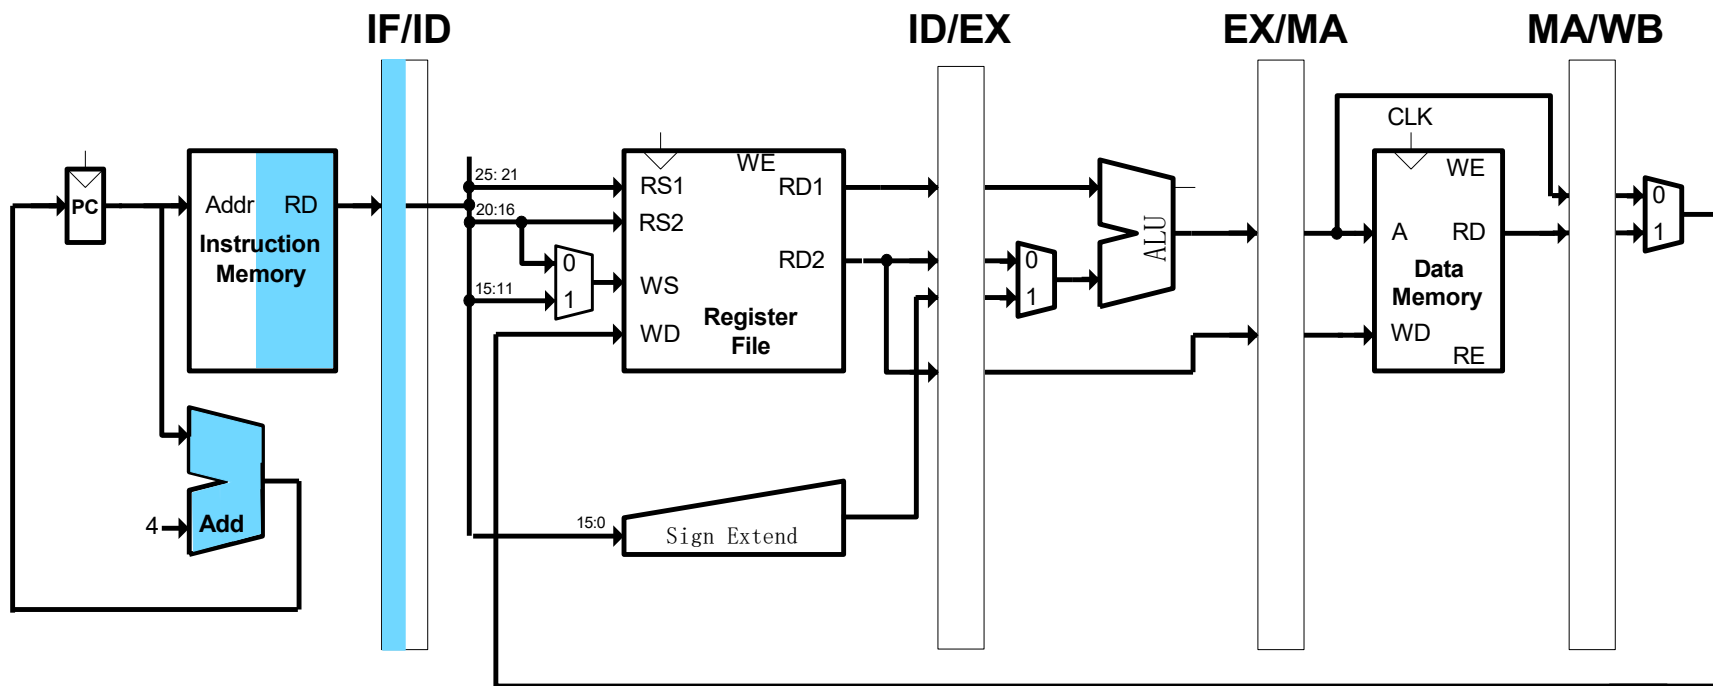 IF/ID
ID/EX
EX/MA
MA/WB
PC
Addr
RD
Instruction
Memory
4
Add
25: 21
20:16
15:11
15:0
0
1
WE
RS1
RS2
WS
WD
RD1
RD2
Register
File
Sign Extend
0
1
ALU
CLK
WE
A
RD
Data
Memory
WD
RE
0
1